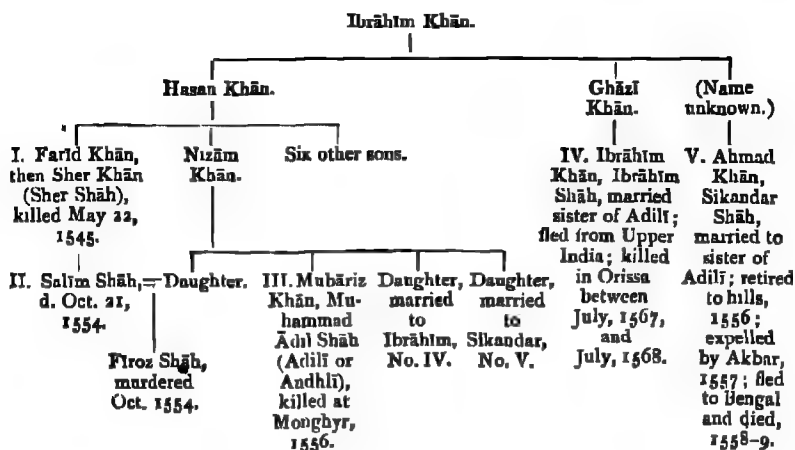 Ibrāhīm Khān.
Hasan Khān.
Ghāzī
Khān.
(Name
unknown.)
I. Farīd Khān,
then Sher Khān
(Sher Shāh),
killed May 22,
1545.
Nizām
Khān.
Six other sons.
IV. Ibrāhīm
Khān, Ibrāhīm
Shāh, married
sister of Adilī;
fled from Upper
India; killed
in Orissa
between
July, 1567,
and
July, 1568.
V. Ahmad
Khān,
Sikandar
Shāh,
married to
sister of
Adilī; retired
to hills,
1556;
expelled
by Akbar,
1557; fled
to Bengal
and died,
1558-9.
II. Salīm Shāh,=Daughter.
d. Oct. 21,
1554.
III. Mubāriz
Khān, Mu-
hammad
Ādil Shāh
(Adilī or
Andhlī),
killed at
Monghyr,
1556.
Daughter,
married
to
Ibrāhīm,
No. IV.
Daughter,
married
to
Sikandar,
No. V.
Fīroz Shāh,
murdered
Oct. 1554.